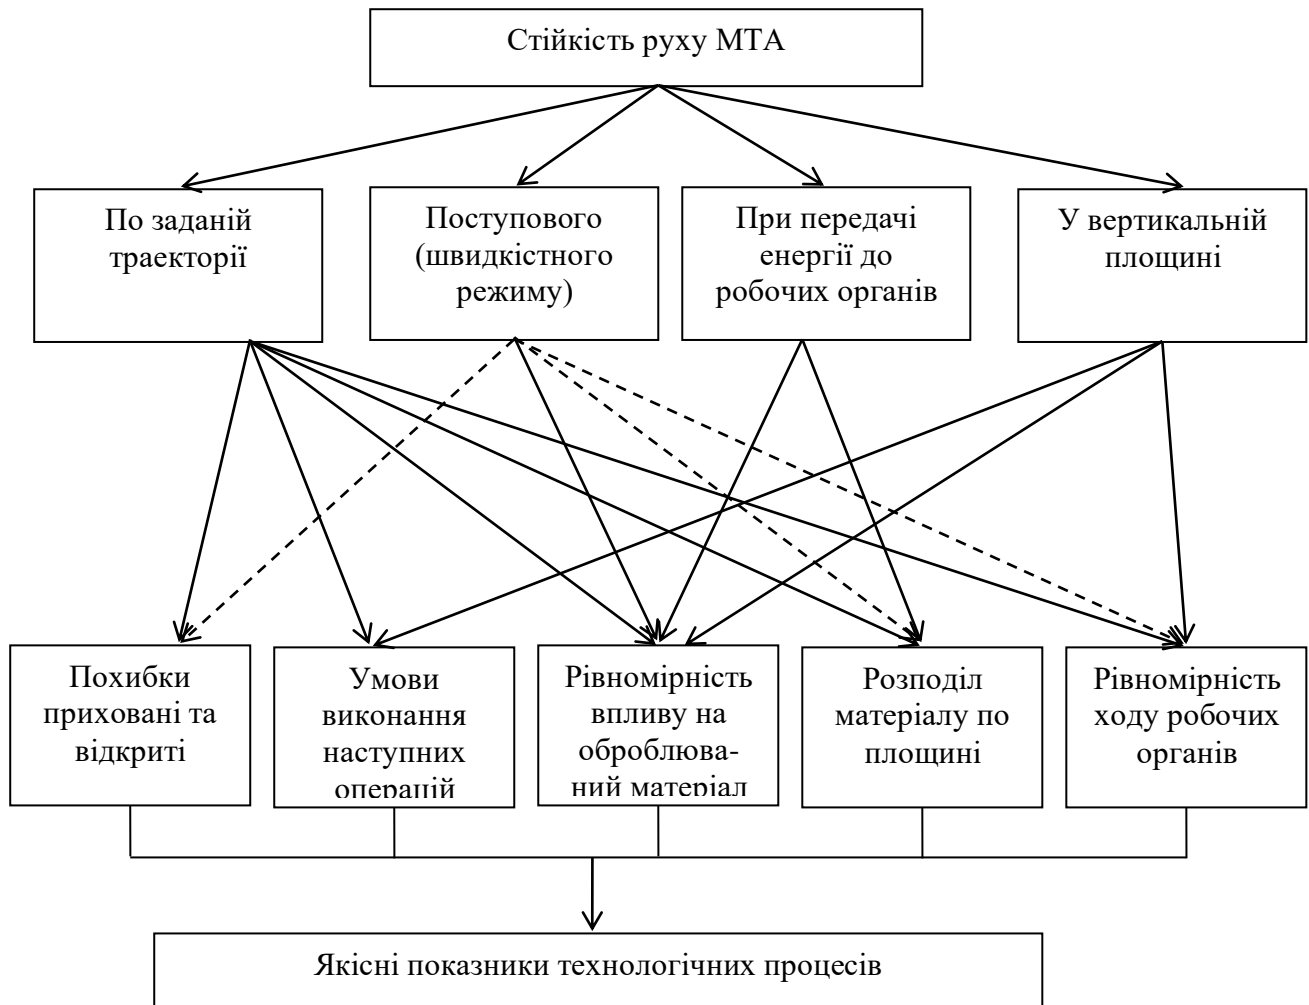 Стійкість руху МТА
По заданій
траекторії
Поступового
(швидкістного
режиму)
При передачі
енергії до
робочих органів
У вертикальній
площині
Похибки
приховані та
відкриті
Умови
виконання
наступних
операцій
Рівномірність
впливу на
оброблюва-
ний матеріал
Розподіл
матеріалу по
площині
Рівномірність
ходу робочих
органів
Якісні показники технологічних процесів